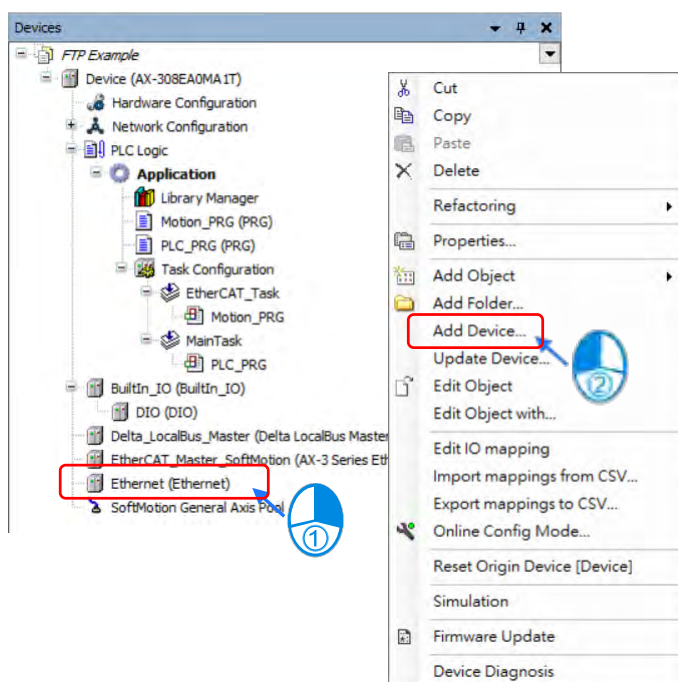 Devices
FTP Example
Device (AX-308EA0MA1T)
Hardware Configuration
Network Configuration
PLC Logic
Application
Library Manager
Motion_PRG (PRG)
PLC_PRG (PRG)
Task Configuration
EtherCAT_Task
Motion_PRG
MainTask
PLC_PRG
BuiltIn_IO (BuiltIn_IO)
DIO (DIO)
Delta_LocalBus_Master (Delta LocalBus Master
EtherCAT_Master_SoftMotion (AX-3 Series Eth
Ethernet (Ethernet)
SoftMotion General Axis Pool
①
Cut
Copy
Paste
Delete
Refactoring
Properties...
Add Object
Add Folder...
Add Device...
Update Device...
②
Edit Object
Edit Object with...
Edit IO mapping
Import mappings from CSV...
Export mappings to CSV...
Online Config Mode...
Reset Origin Device [Device]
Simulation
Firmware Update
Device Diagnosis